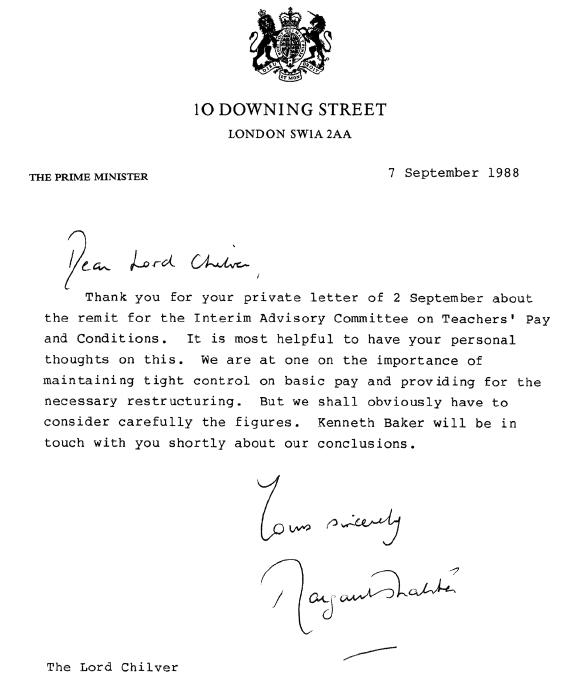 10 DOWNING STREET
LONDON SW1A 2AA
THE PRIME MINISTER
7 September 1988
Dear Lord Chilver,
Thank you for your private letter of 2 September about
the remit for the Interim Advisory Committee on Teachers' Pay
and Conditions. It is most helpful to have your personal
thoughts on this. We are at one on the importance of
maintaining tight control on basic pay and providing for the
necessary restructuring. But we shall obviously have to
consider carefully the figures. Kenneth Baker will be in
touch with you shortly about our conclusions.
Yours sincerely
Margaret Thatcher
The Lord Chilver